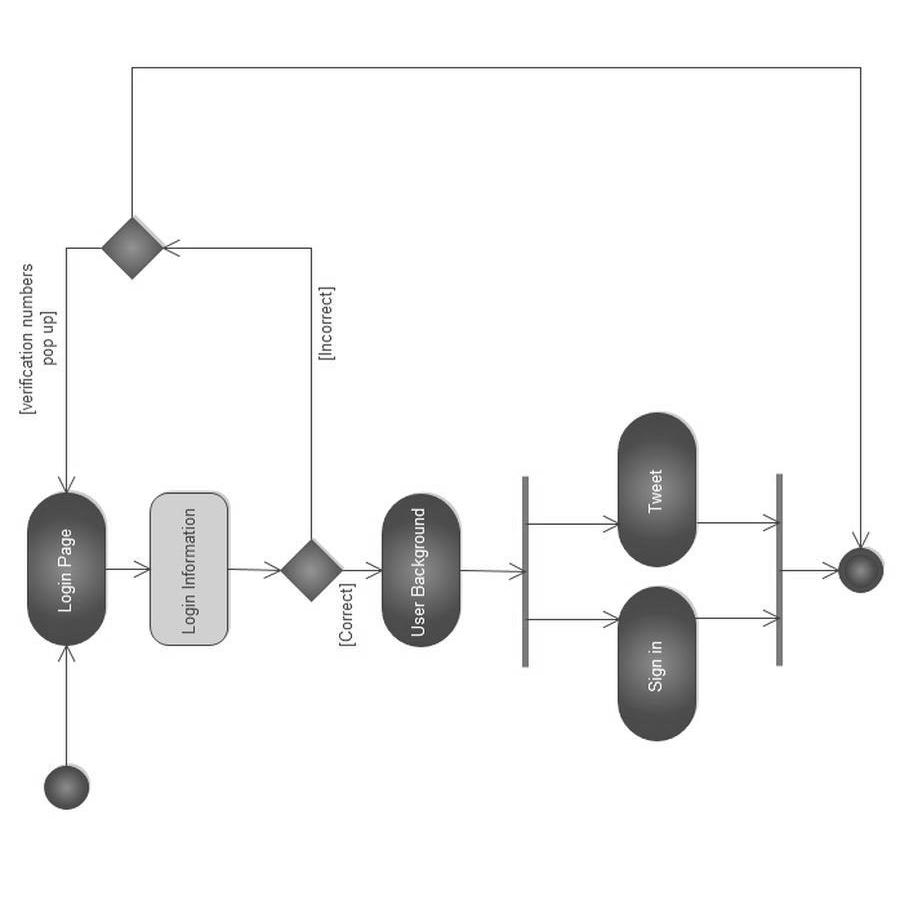 [verification numbers
pop up]
[Incorrect]
Login Page
Login Information
[Correct]
User Background
Tweet
Sign in